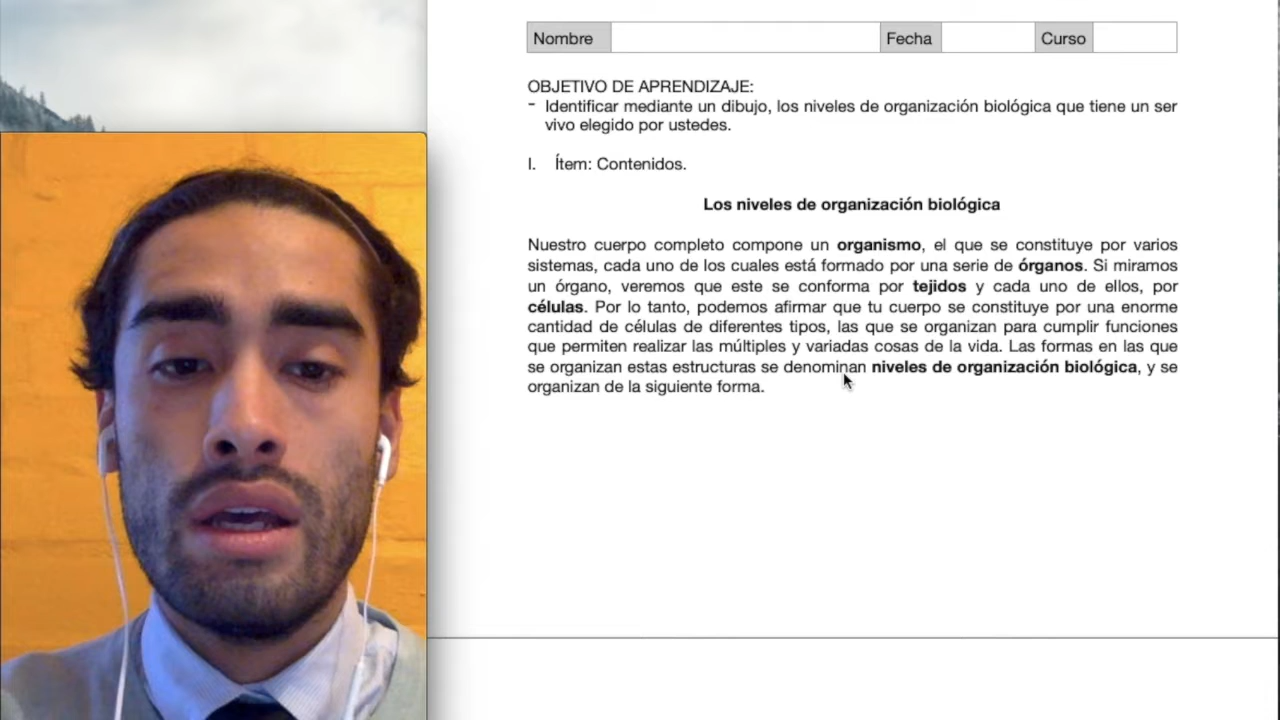 Nombre Fecha Curso
OBJETIVO DE APRENDIZAJE:
- Identificar mediante un dibujo, los niveles de organización biológica que tiene un ser
vivo elegido por ustedes.
I. Ítem: Contenidos.
Los niveles de organización biológica
Nuestro cuerpo completo compone un organismo, el que se constituye por varios
sistemas, cada uno de los cuales está formado por una serie de órganos. Si miramos
un órgano, veremos que este se conforma por tejidos y cada uno de ellos, por
células. Por lo tanto, podemos afirmar que tu cuerpo se constituye por una enorme
cantidad de células de diferentes tipos, las que se organizan para cumplir funciones
que permiten realizar las múltiples y variadas cosas de la vida. Las formas en las que
se organizan estas estructuras se denominan niveles de organización biológica, y se
organizan de la siguiente forma.